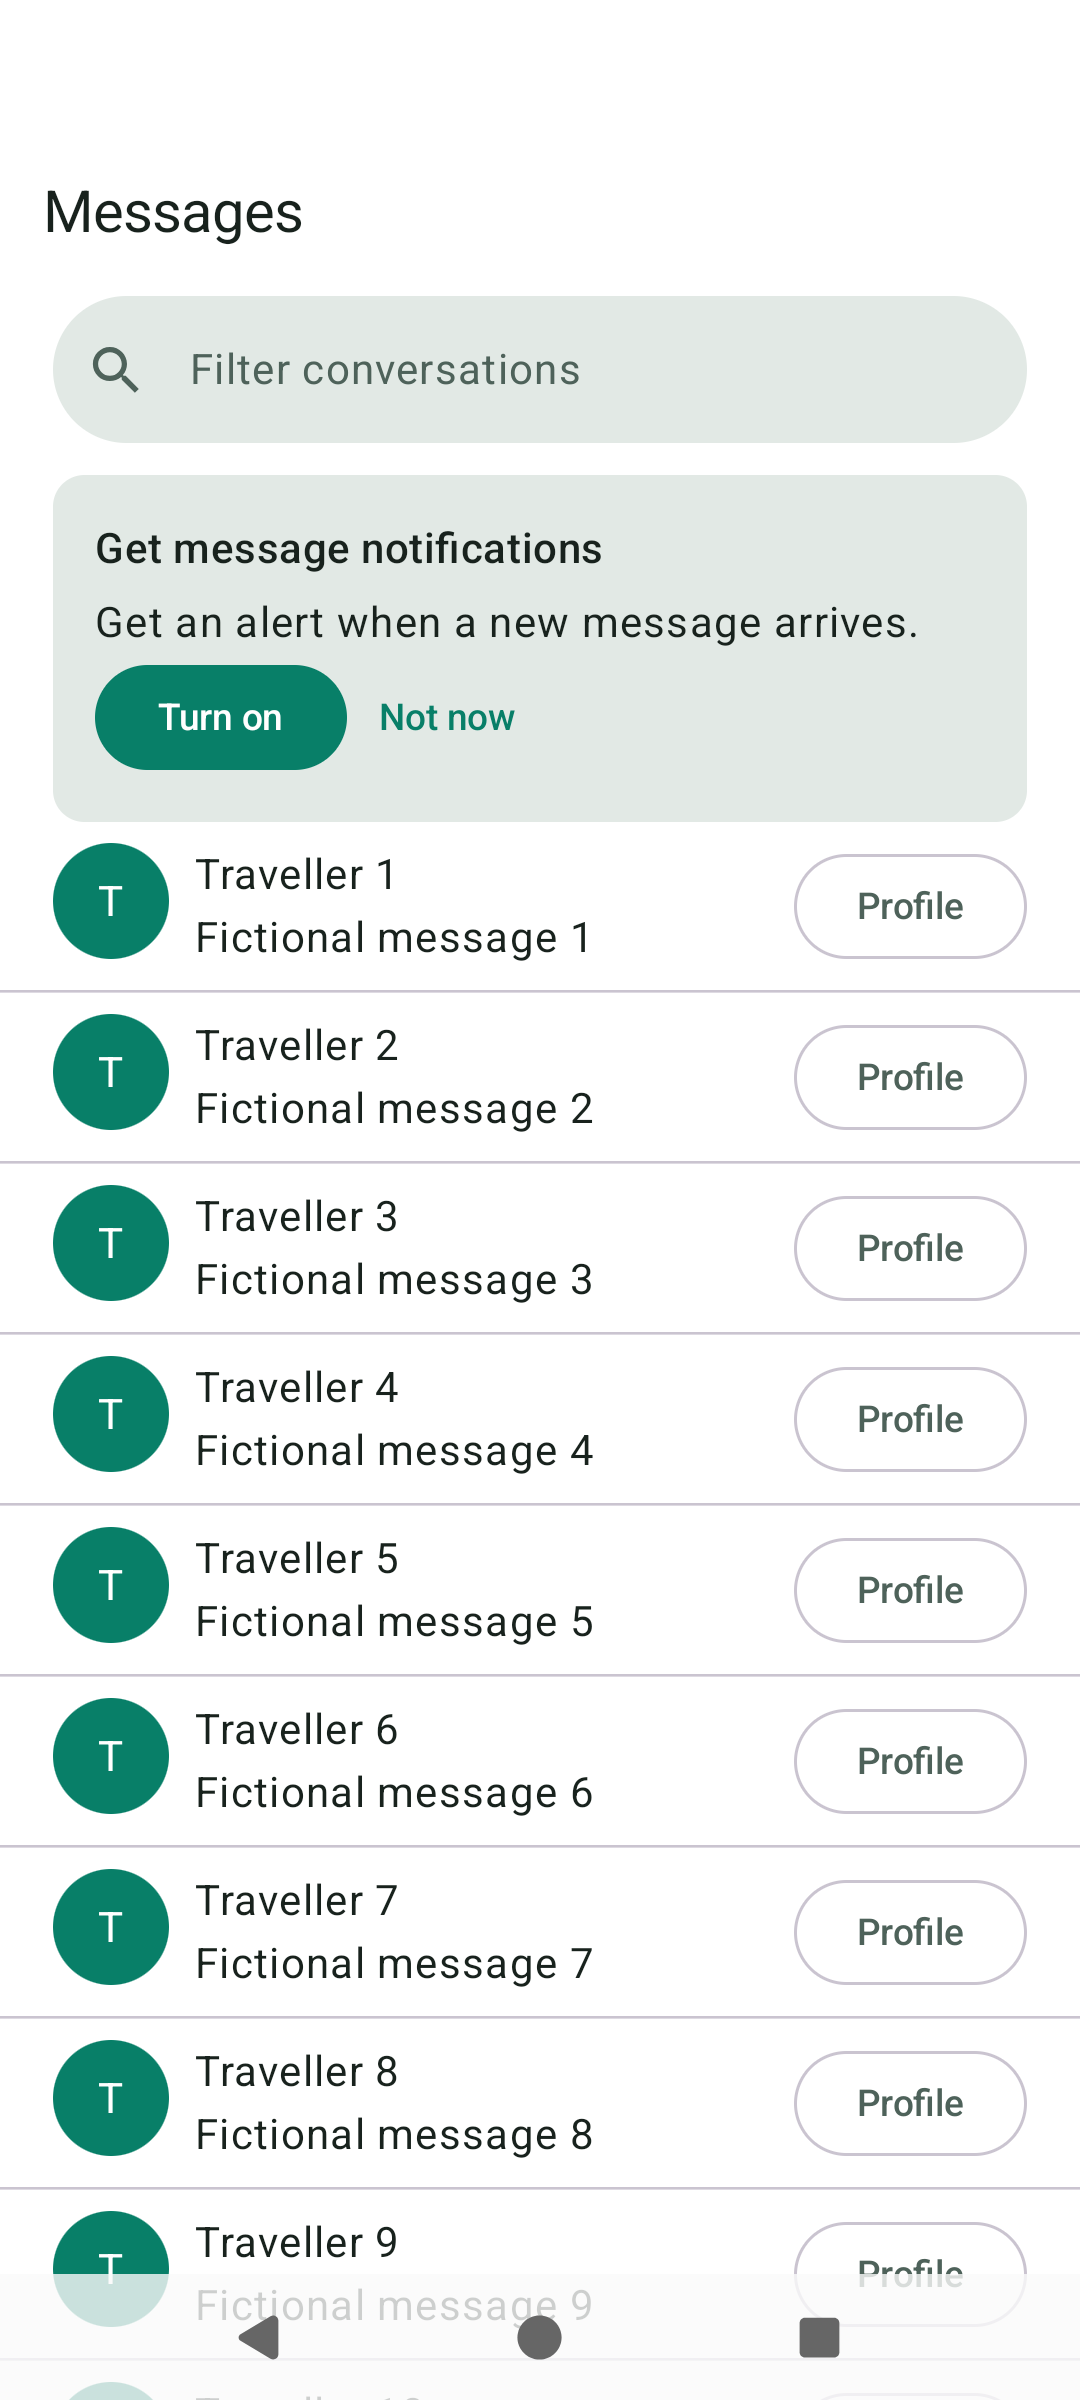 Messages
Filter conversations
Get message notifications
Get an alert when a new message arrives.
Turn on Not now
T Traveller 1 Profile
Fictional message 1
T Traveller 2 Profile
Fictional message 2
T Traveller 3 Profile
Fictional message 3
T Traveller 4 Profile
Fictional message 4
T Traveller 5 Profile
Fictional message 5
T Traveller 6 Profile
Fictional message 6
T Traveller 7 Profile
Fictional message 7
T Traveller 8 Profile
Fictional message 8
T Traveller 9 Profile
Fictional message 9